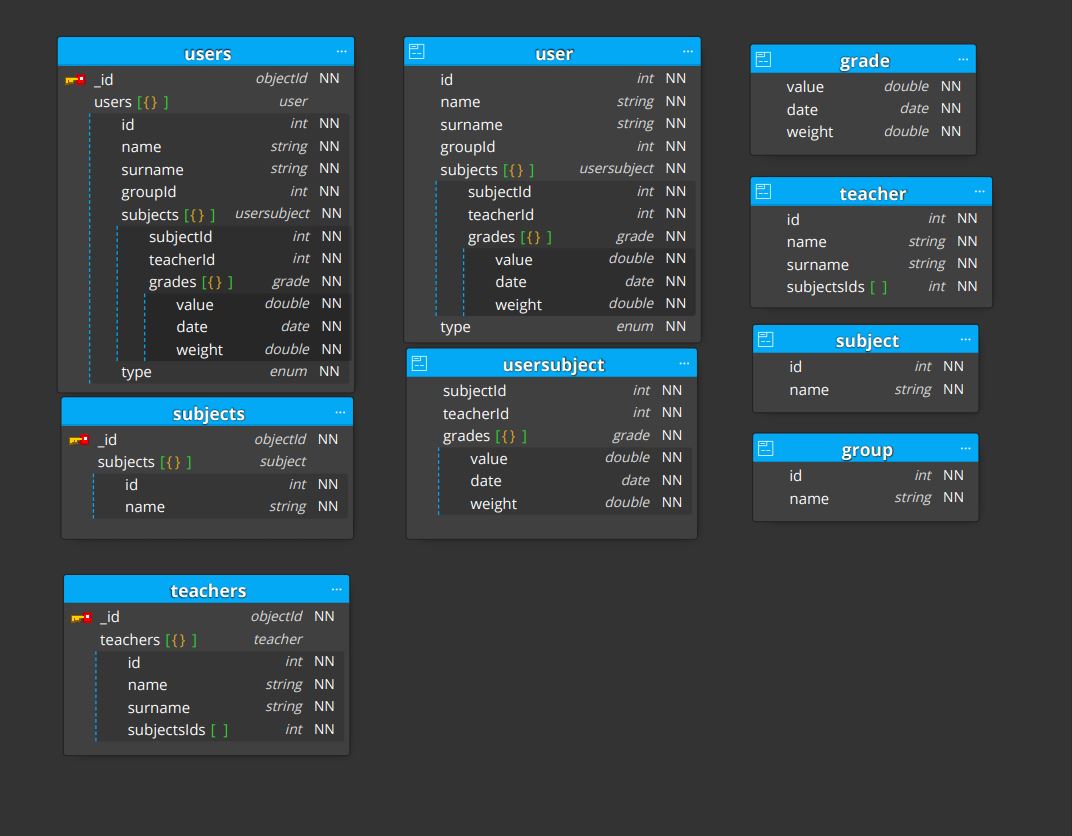 users ...
_id objectId NN
users [{} ] user
id int NN
name string NN
surname string NN
groupId int NN
subjects [{} ] usersubject NN
subjectId int NN
teacherId int NN
grades [{} ] grade NN
value double NN
date date NN
weight double NN
type enum NN
subjects ...
_id objectId NN
subjects [{} ] subject
id int NN
name string NN
teachers ...
_id objectId NN
teachers [{} ] teacher
id int NN
name string NN
surname string NN
subjectsIds [ ] int NN
user ...
id int NN
name string NN
surname string NN
groupId int NN
subjects [{} ] usersubject NN
subjectId int NN
teacherId int NN
grades [{} ] grade NN
value double NN
date date NN
weight double NN
type enum NN
usersubject ...
subjectId int NN
teacherId int NN
grades [{} ] grade NN
value double NN
date date NN
weight double NN
grade ...
value double NN
date date NN
weight double NN
teacher ...
id int NN
name string NN
surname string NN
subjectsIds [ ] int NN
subject ...
id int NN
name string NN
group ...
id int NN
name string NN